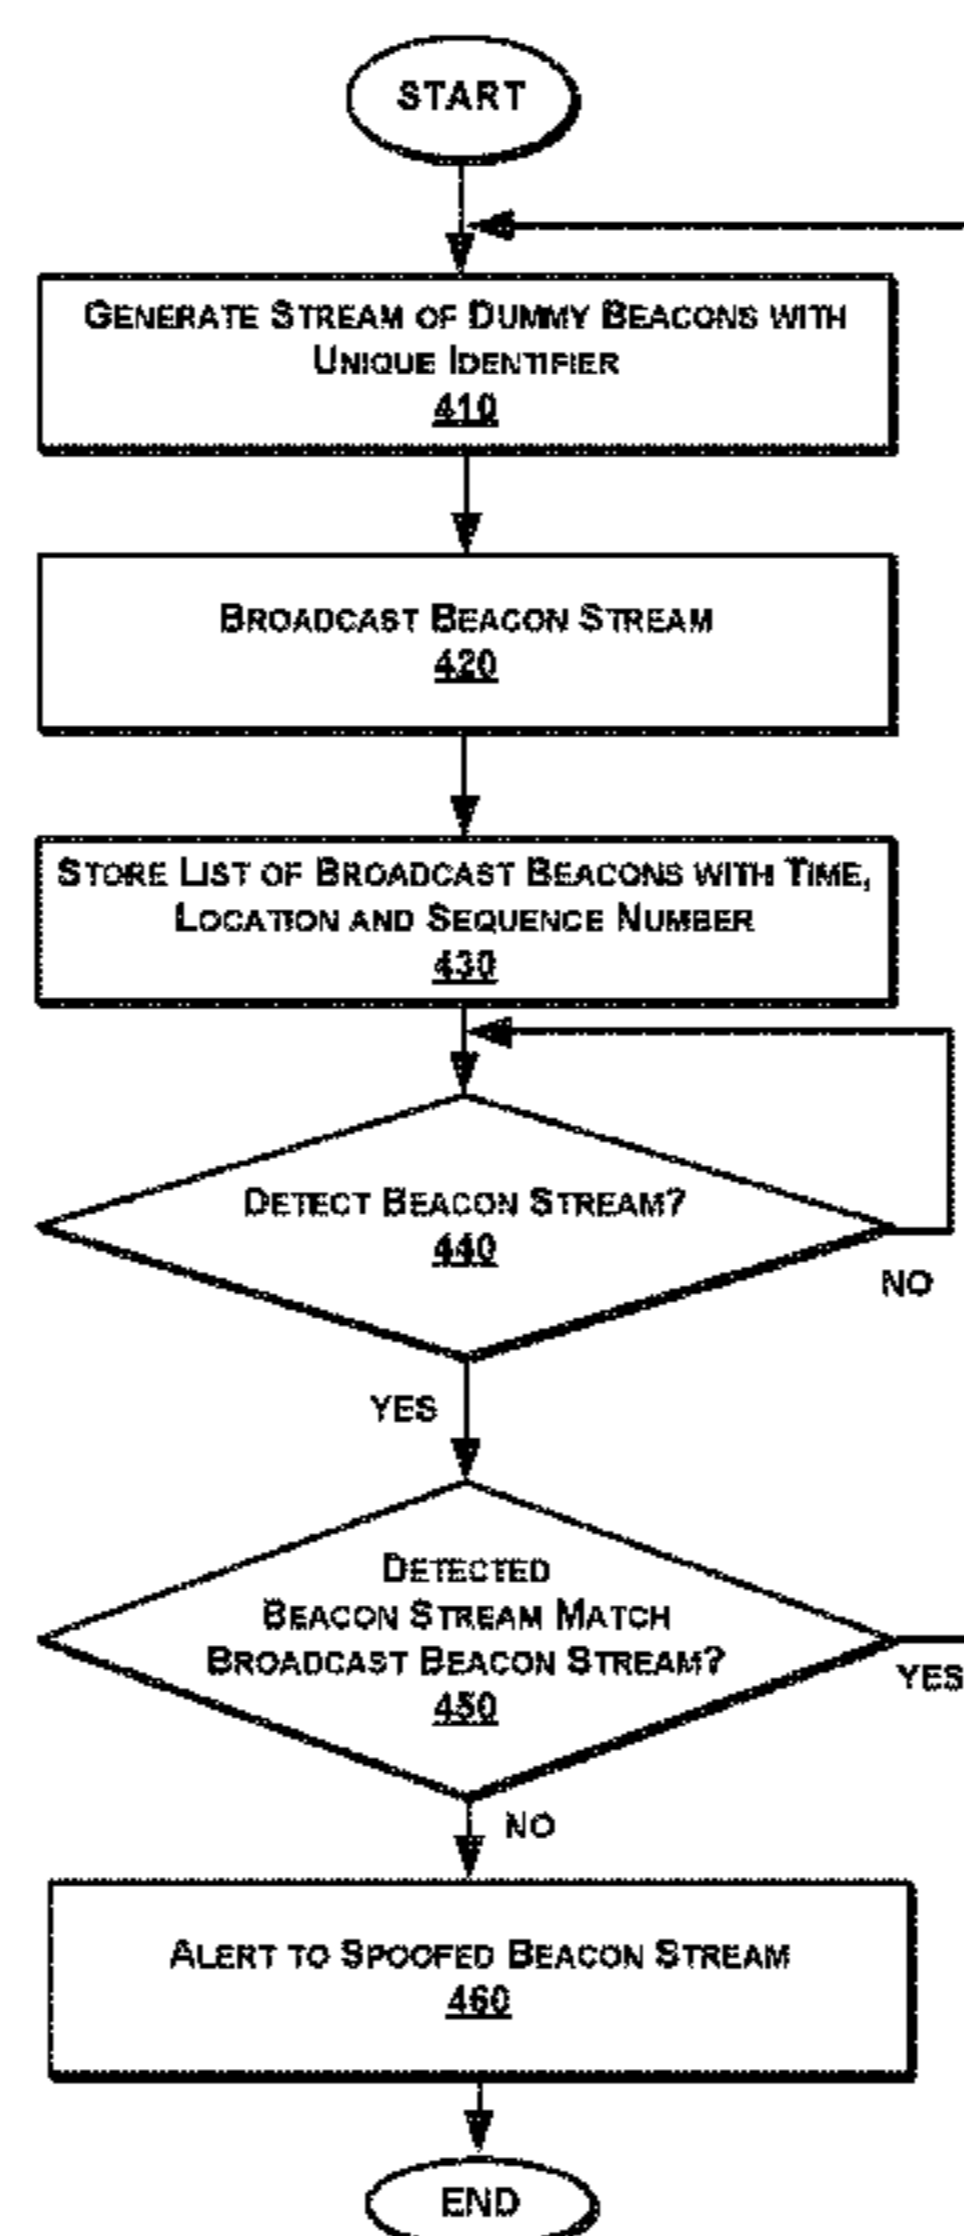 START
GENERATE STREAM OF DUMMY BEACONS WITH
UNIQUE IDENTIFIER
410
BROADCAST BEACON STREAM
420
STORE LIST OF BROADCAST BEACONS WITH TIME,
LOCATION AND SEQUENCE NUMBER
430
DETECT BEACON STREAM?
440
NO
YES
DETECTED
BEACON STREAM MATCH
BROADCAST BEACON STREAM?
450
YES
NO
ALERT TO SPOOFED BEACON STREAM
460
END